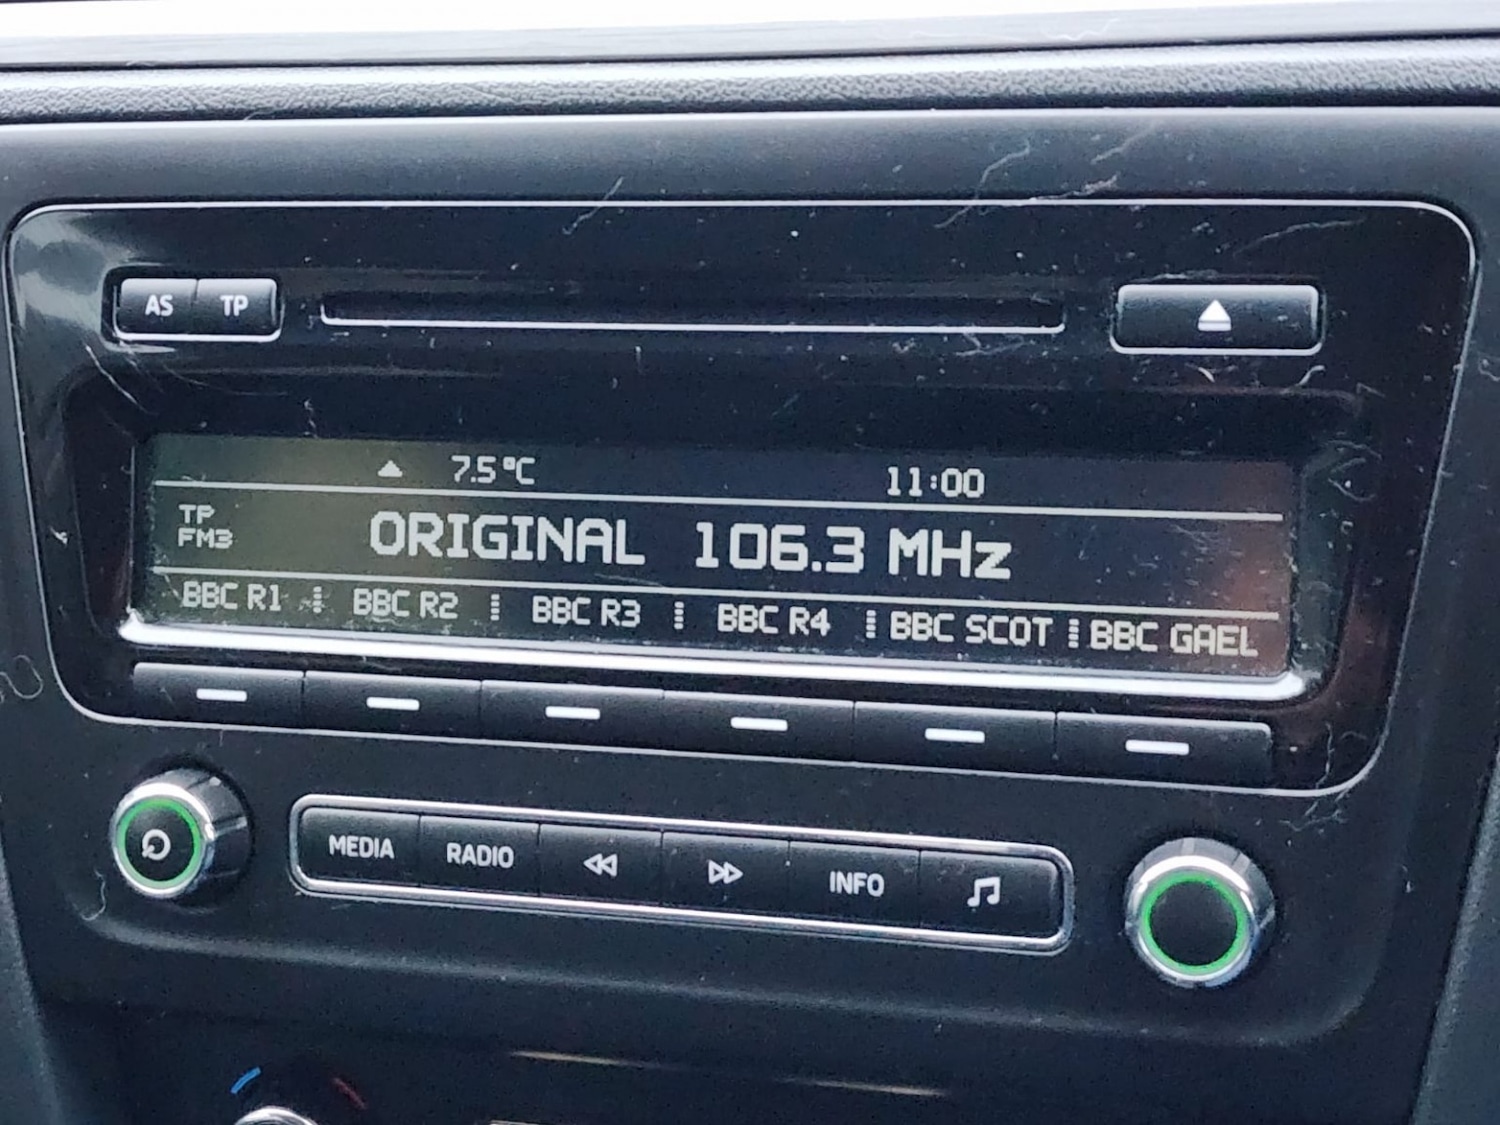 AS TP
7.5°C 11:00
TP
FM3
ORIGINAL 106.3 MHz
BBC R1 BBC R2 BBC R3 BBC R4 BBC SCOT BBC GAEL
MEDIA RADIO INFO